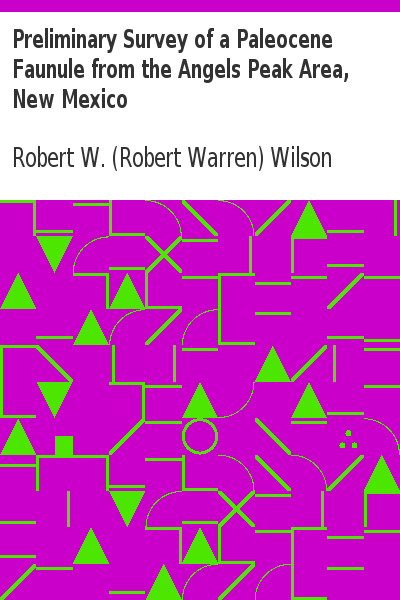 Preliminary Survey of a Paleocene
Faunule from the Angels Peak Area,
New Mexico
Robert W. (Robert Warren) Wilson